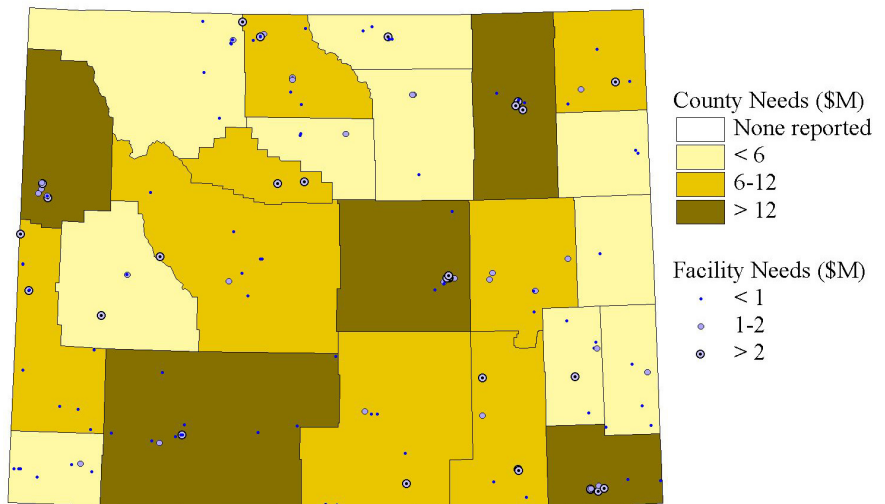 County Needs ($M)
None reported
< 6
6-12
> 12
Facility Needs ($M)
< 1
1-2
> 2